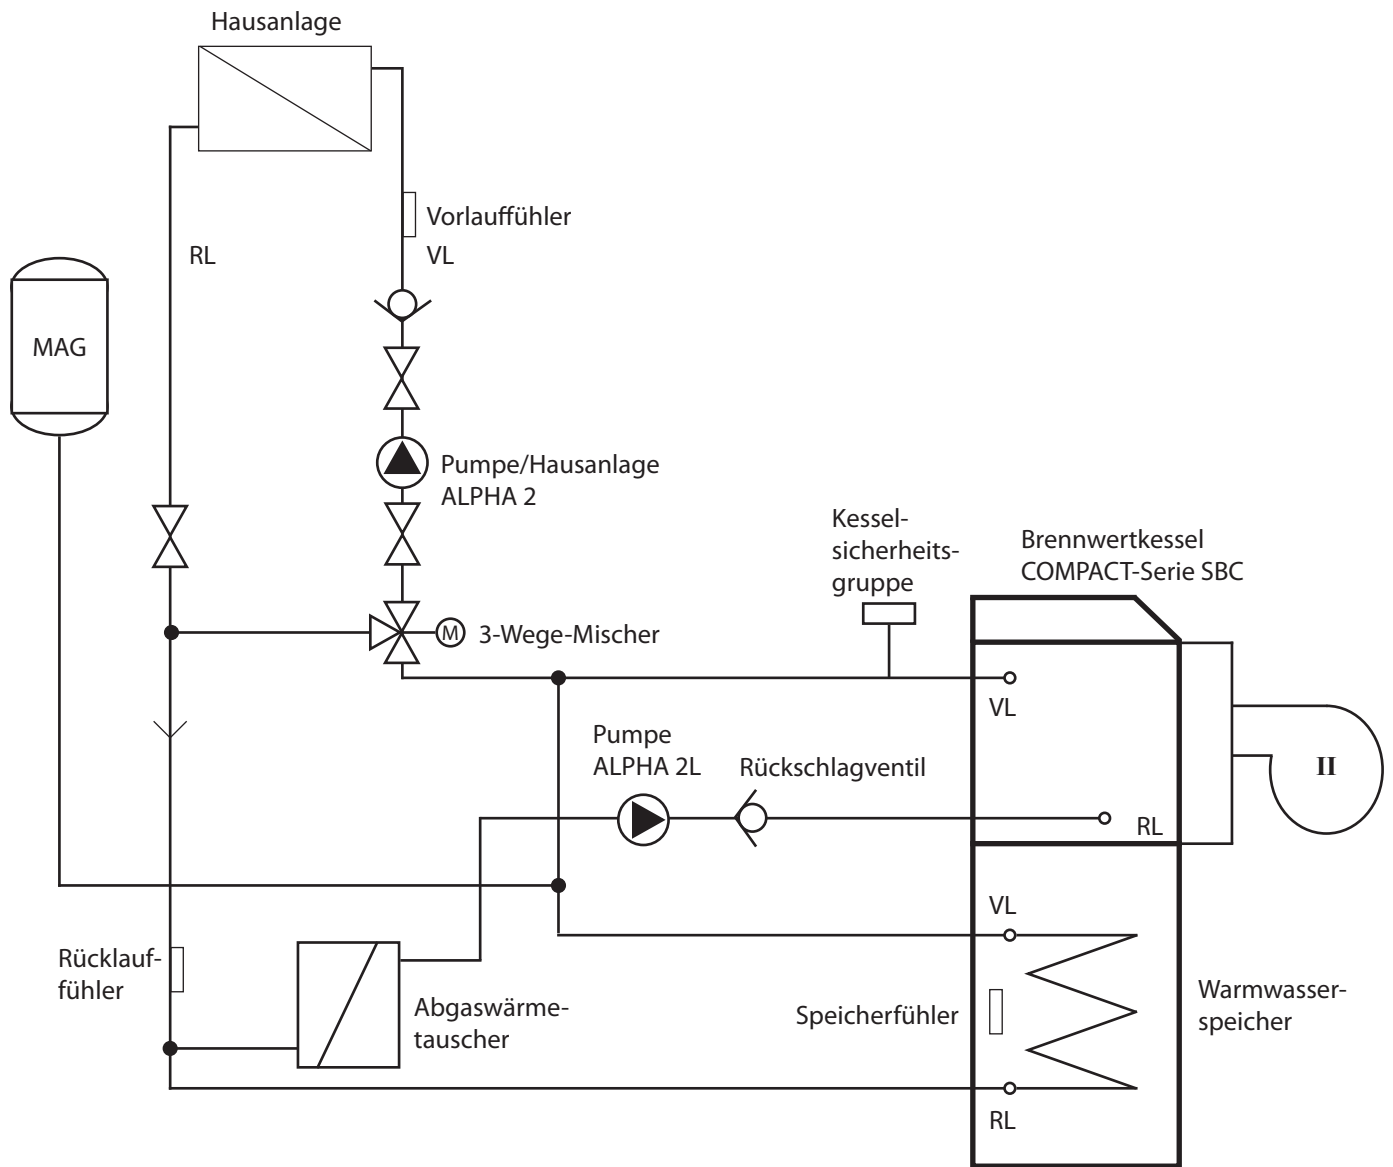 Hausanlage
Vorlauffühler
RL
VL
MAG
Pumpe/Hausanlage
ALPHA 2
Kessel-
sicherheits-
gruppe
Brennwertkessel
COMPACT-Serie SBC
M
3-Wege-Mischer
VL
Pumpe
ALPHA 2L
Rückschlagventil
II
RL
VL
Rücklauf-
fühler
Abgaswärme-
tauscher
Speicherfühler
Warmwasser-
speicher
RL